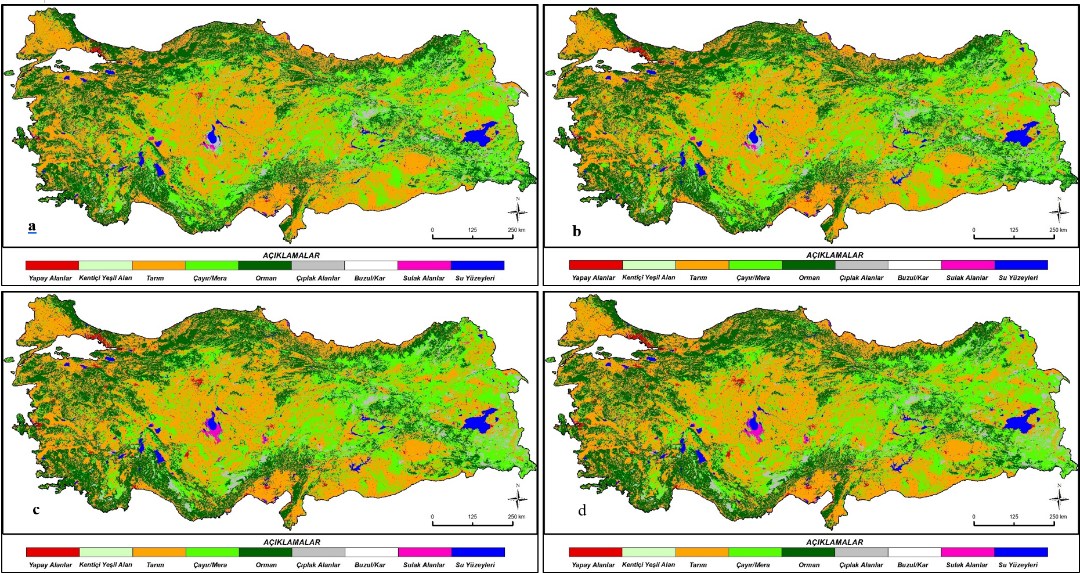 N
a
0 125 250 km
AÇIKLAMALAR
Yapay Alanlar Kentiçi Yeşil Alan Tarım Çayır/Mera Orman Çıplak Alanlar Buzul/Kar Sulak Alanlar Su Yüzeyleri
N
b
0 125 250 km
AÇIKLAMALAR
Yapay Alanlar Kentiçi Yeşil Alan Tarım Çayır/Mera Orman Çıplak Alanlar Buzul/Kar Sulak Alanlar Su Yüzeyleri
N
c
0 125 250 km
AÇIKLAMALAR
Yapay Alanlar Kentiçi Yeşil Alan Tarım Çayır/Mera Orman Çıplak Alanlar Buzul/Kar Sulak Alanlar Su Yüzeyleri
N
d
0 125 250 km
AÇIKLAMALAR
Yapay Alanlar Kentiçi Yeşil Alan Tarım Çayır/Mera Orman Çıplak Alanlar Buzul/Kar Sulak Alanlar Su Yüzeyleri